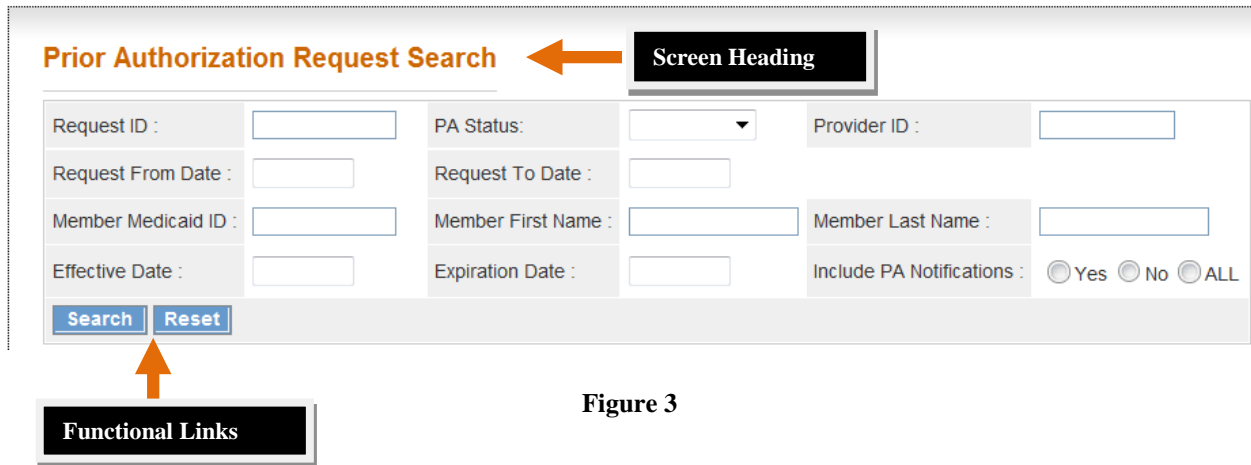 Prior Authorization Request Search
Screen Heading
Request ID :
PA Status:
Provider ID :
Request From Date :
Request To Date :
Member Medicaid ID :
Member First Name :
Member Last Name :
Effective Date :
Expiration Date :
Include PA Notifications :
Yes No ALL
Search Reset
Figure 3
Functional Links